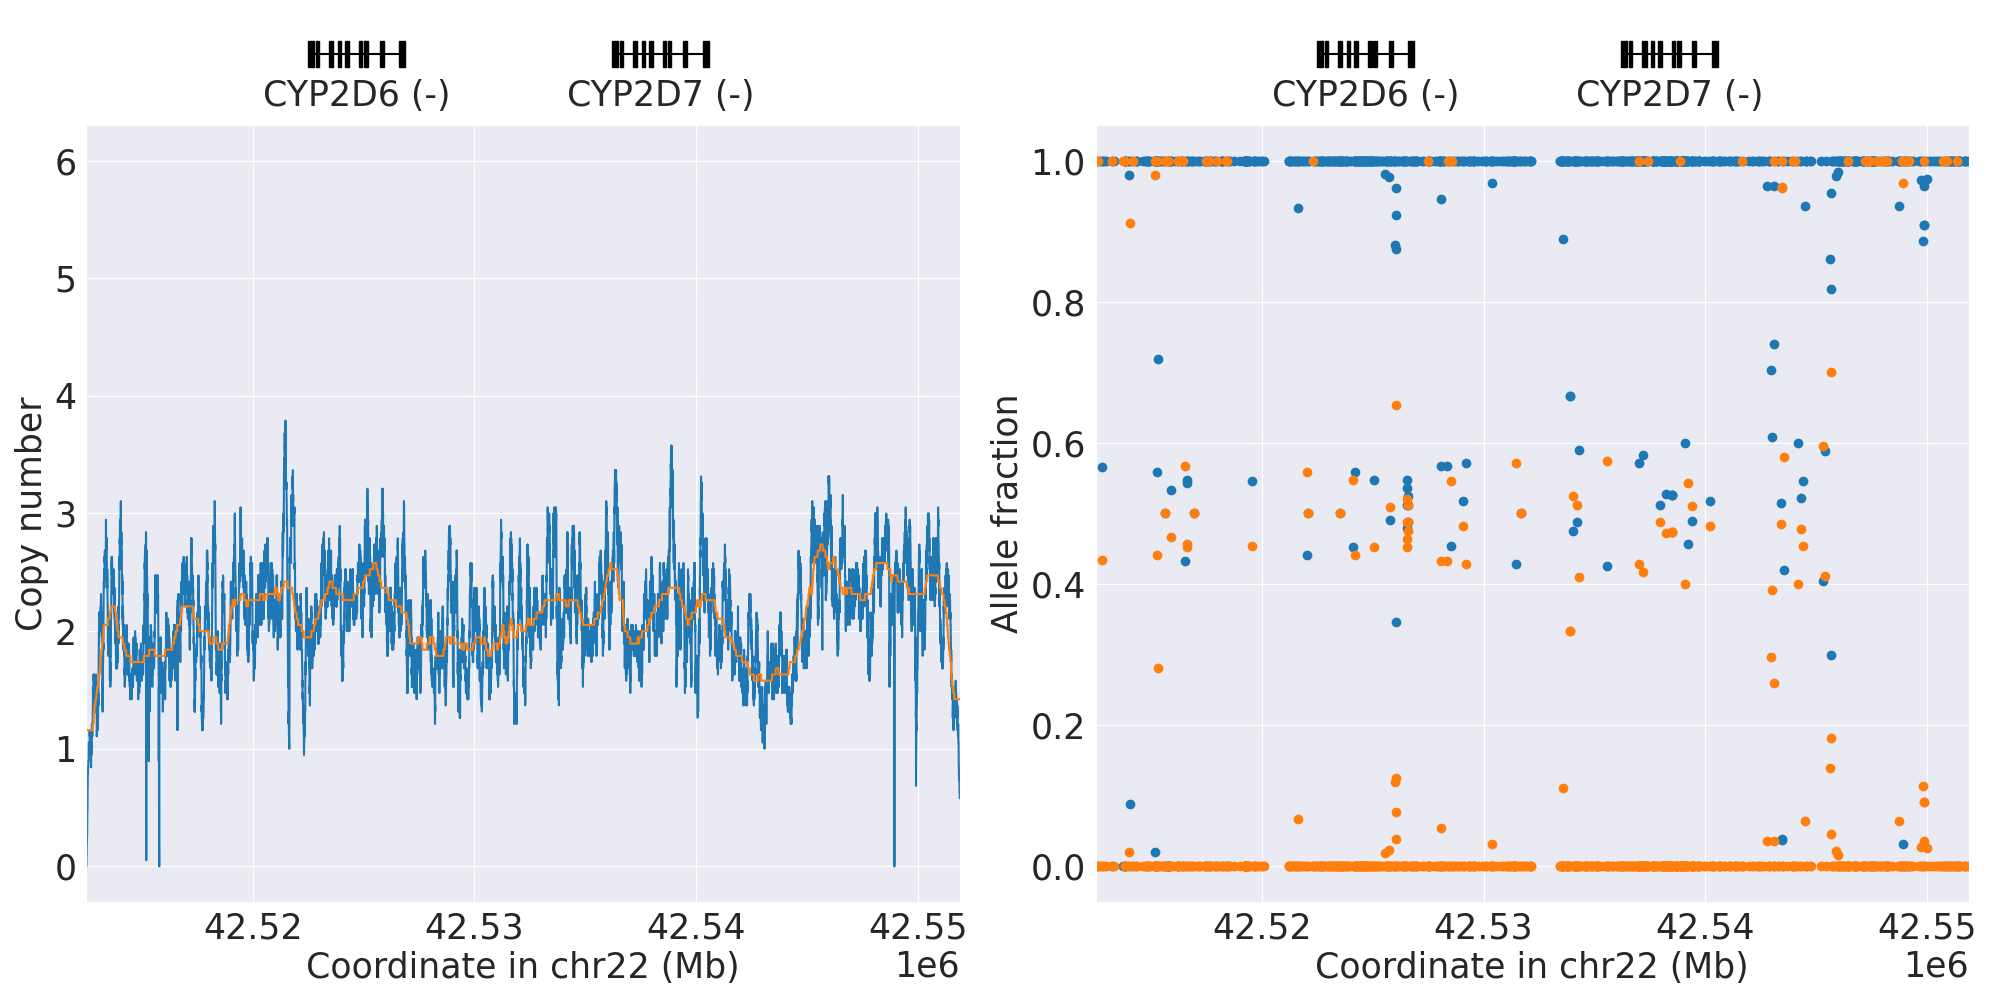 CYP2D6 (-)
CYP2D7 (-)
Copy number
6
5
4
3
2
1
0
42.52
42.53
42.54
42.55
Coordinate in chr22 (Mb)
1e6
CYP2D6 (-)
CYP2D7 (-)
Allele fraction
1.0
0.8
0.6
0.4
0.2
0.0
42.52
42.53
42.54
42.55
Coordinate in chr22 (Mb)
1e6